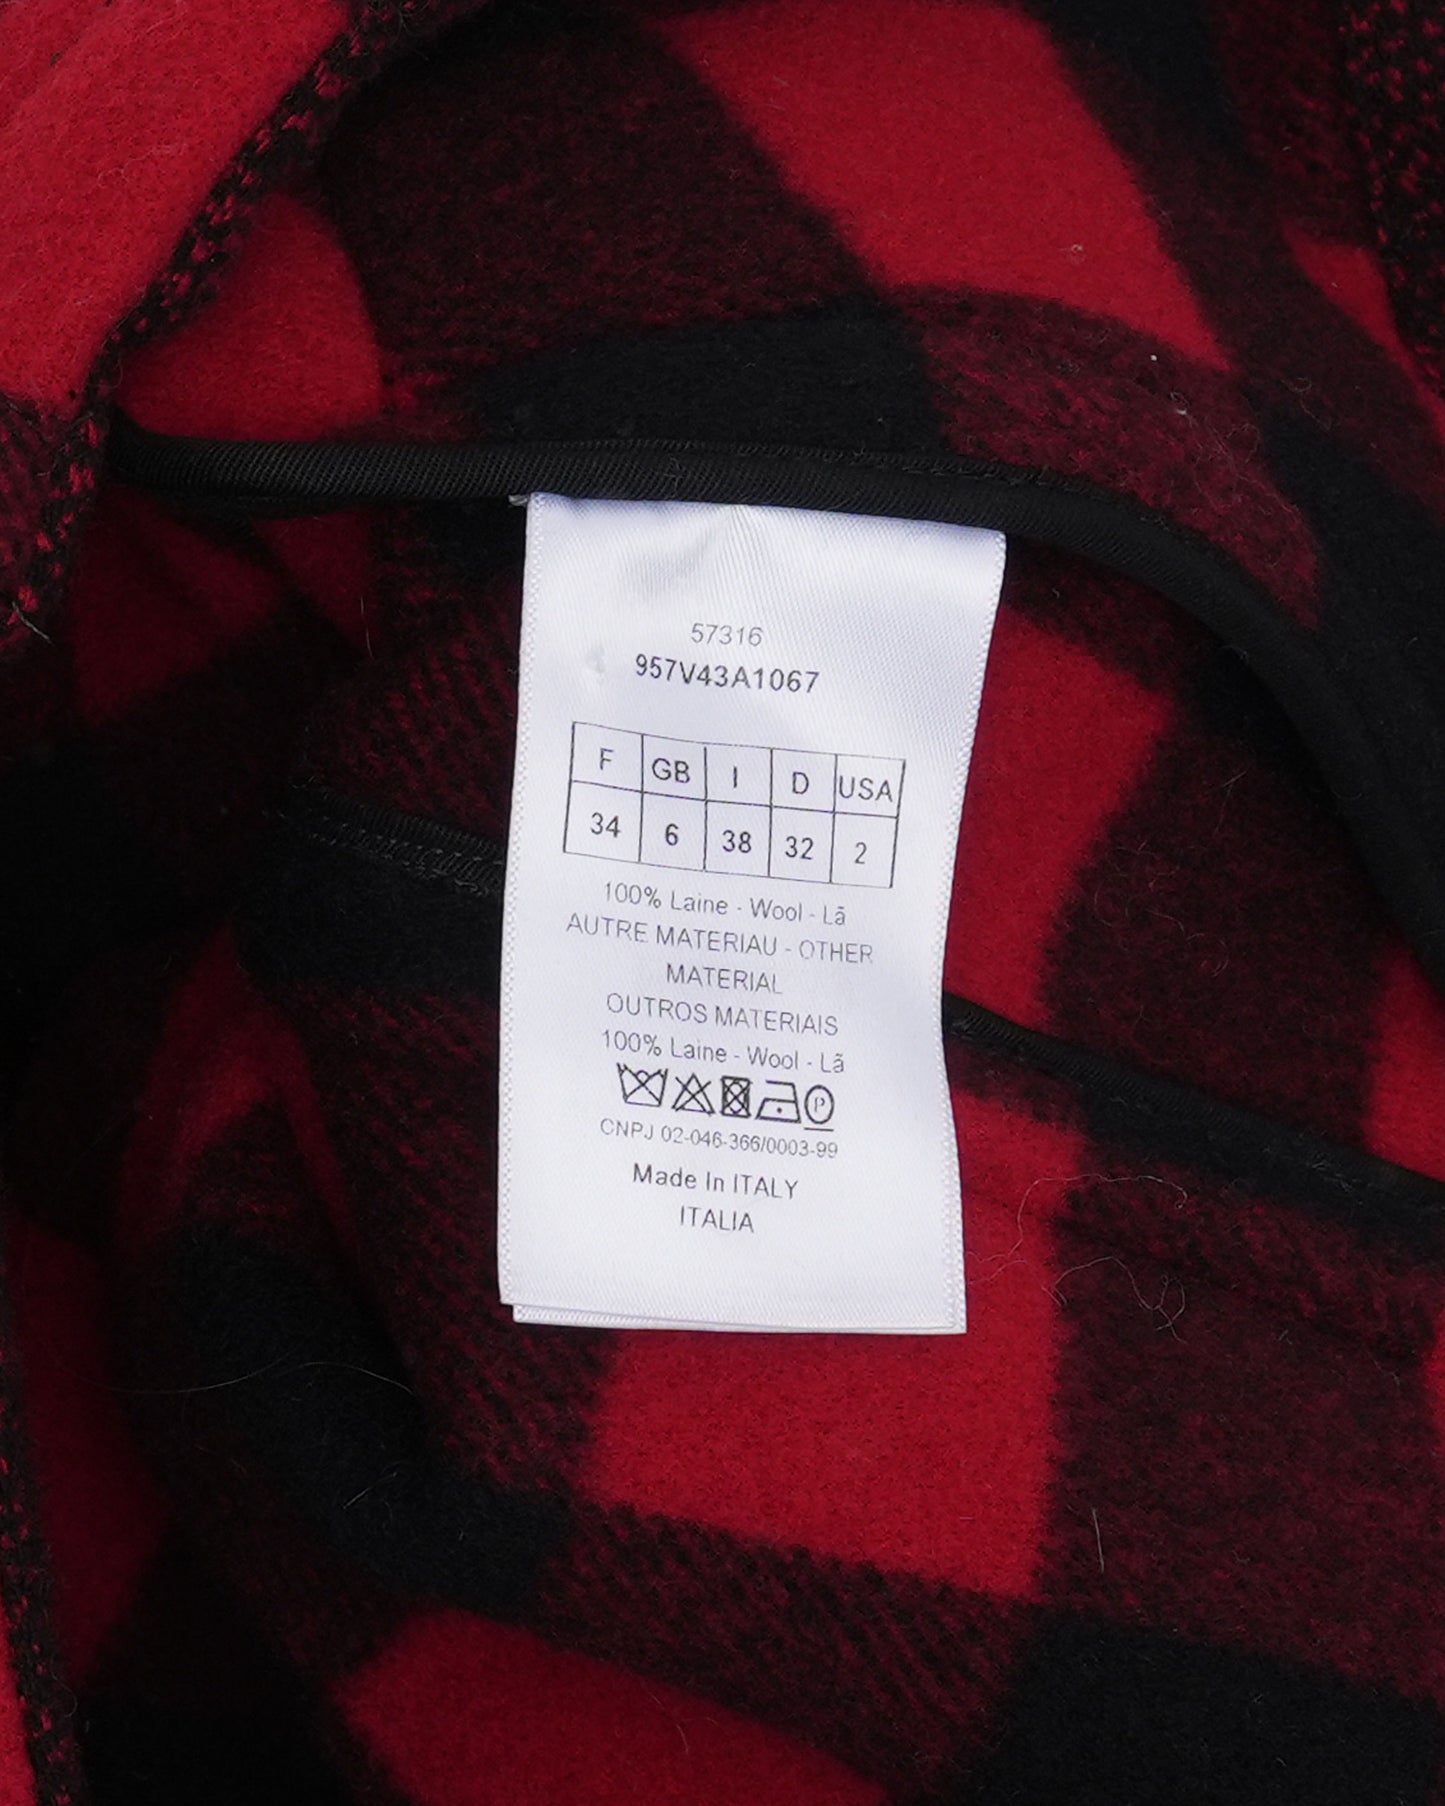 57316
957V43A1067
F GB I D USA
34 6 38 32 2
100% Laine - Wool - Lã
AUTRE MATERIAU - OTHER
MATERIAL
OUTROS MATERIAIS
100% Laine - Wool - Lã
P
CNPJ 02-046-366/0003-99
Made In ITALY
ITALIA